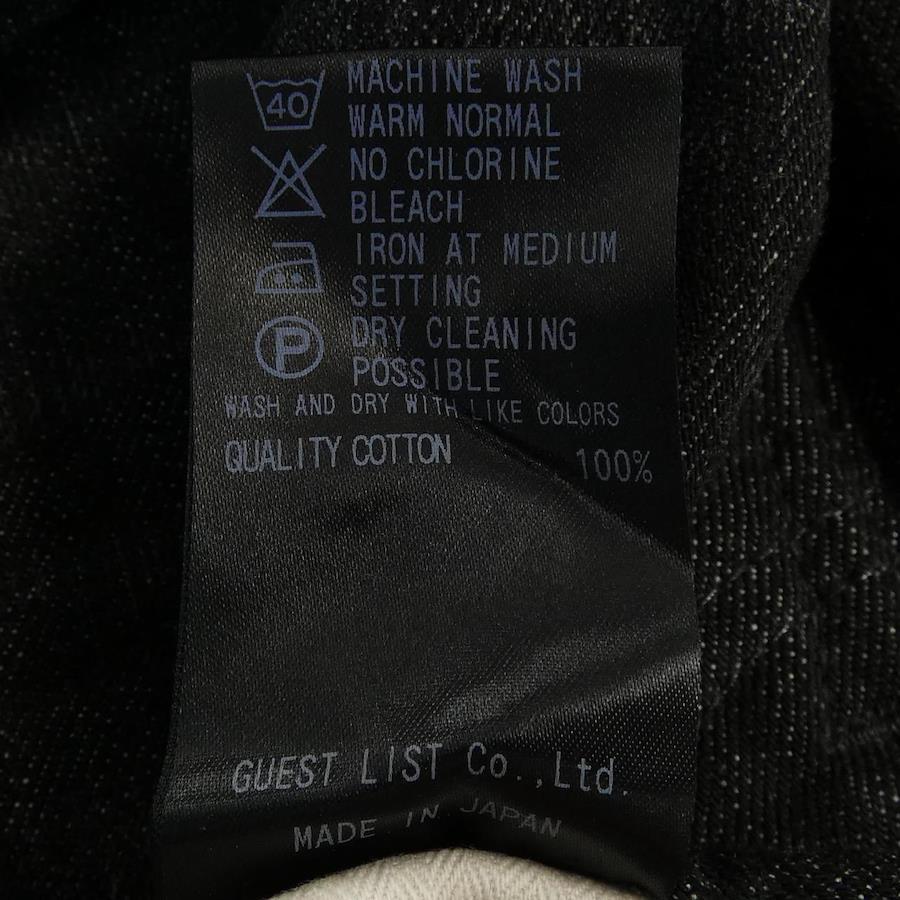 40 MACHINE WASH
WARM NORMAL
NO CHLORINE
BLEACH
IRON AT MEDIUM
SETTING
P DRY CLEANING
POSSIBLE
WASH AND DRY WITH LIKE COLORS
QUALITY COTTON 100%
GUEST LIST Co.,Ltd.
MADE IN JAPAN